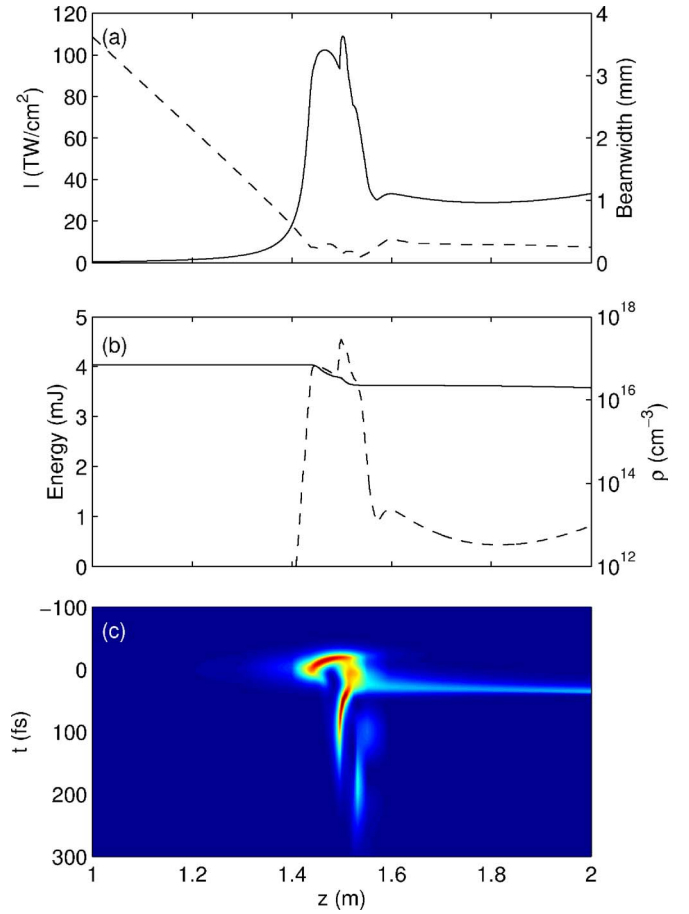 (a)
120
100
80
60
40
20
0
I (TW/cm²)
4
3
2
1
0
Beamwidth (mm)
(b)
5
4
3
2
1
0
Energy (mJ)
10¹⁸
10¹⁶
10¹⁴
10¹²
ρ (cm⁻³)
(c)
−100
0
100
200
300
t (fs)
1 1.2 1.4 1.6 1.8 2
z (m)